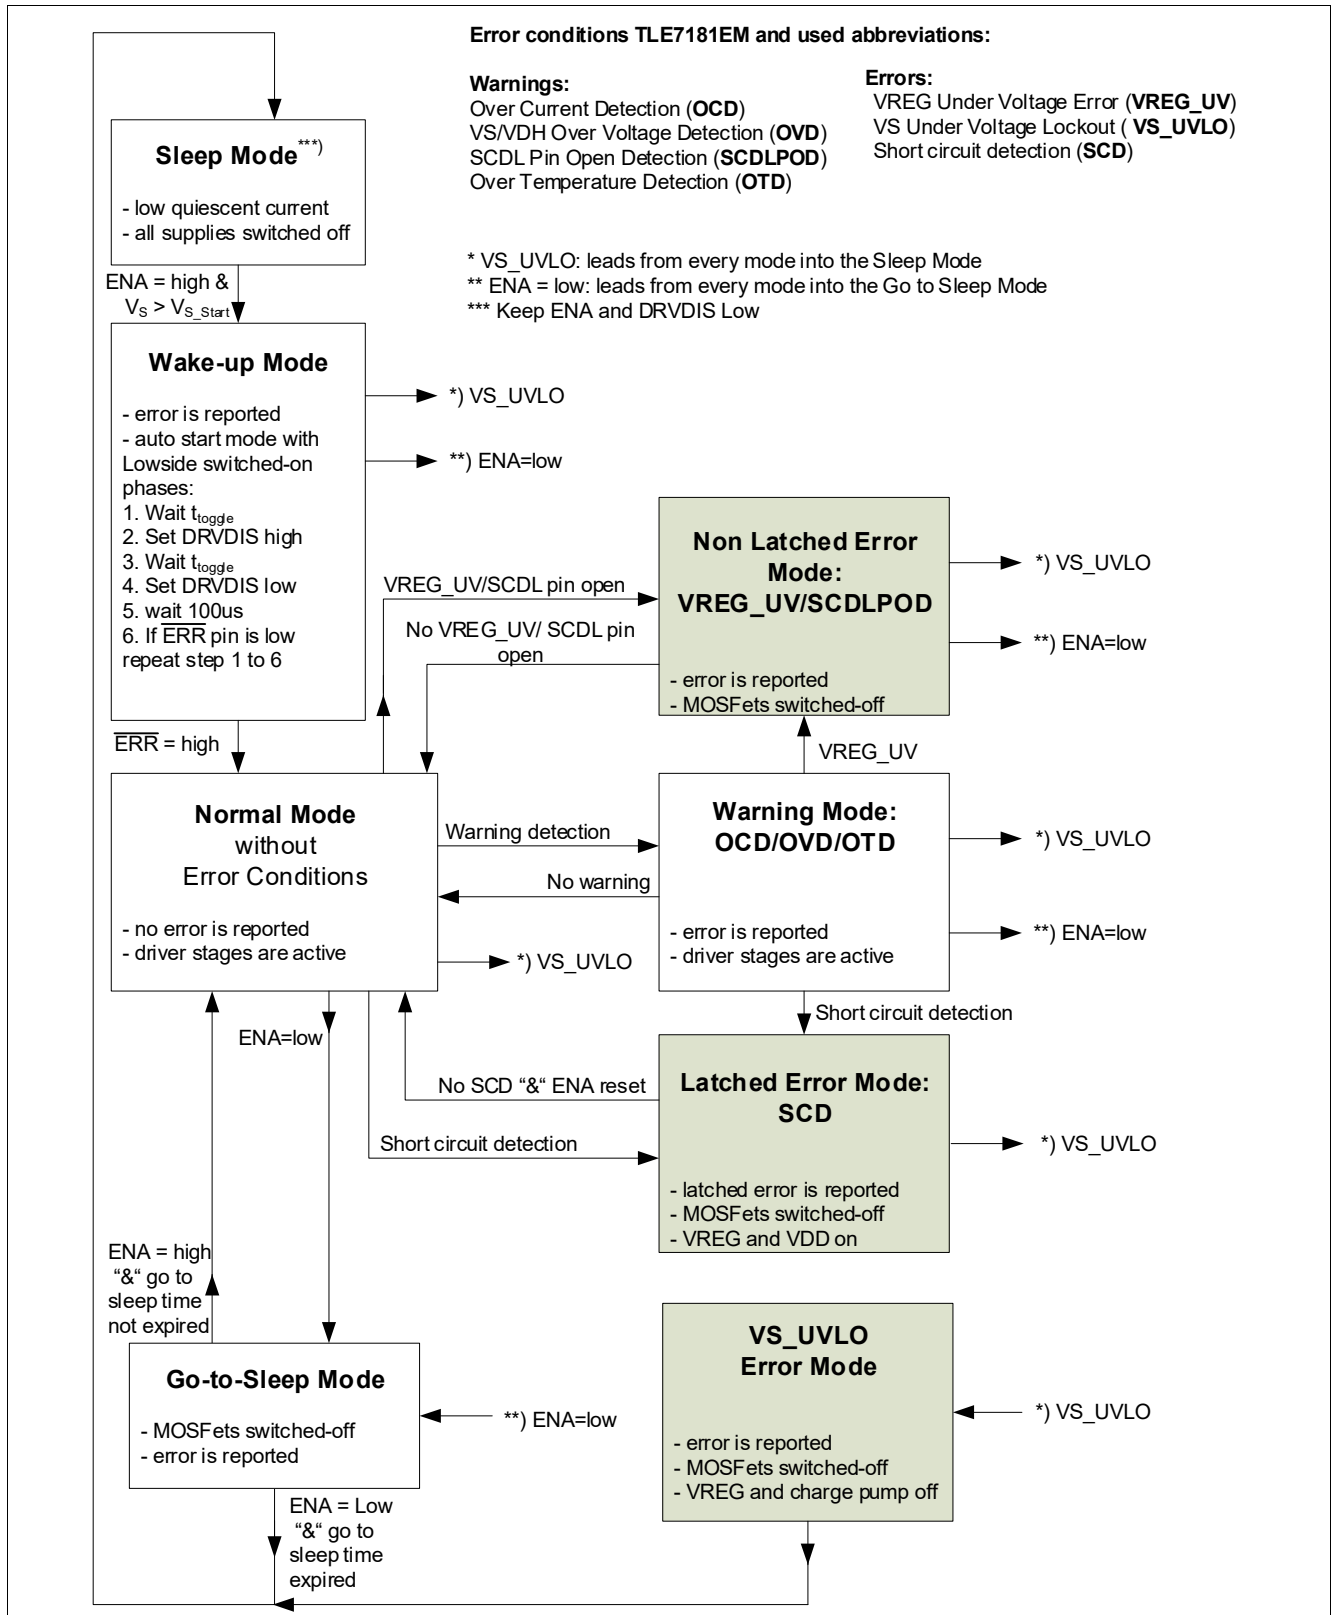 Error conditions TLE7181EM and used abbreviations:
Warnings:
Over Current Detection (OCD)
VS/VDH Over Voltage Detection (OVD)
SCDL Pin Open Detection (SCDLPOD)
Over Temperature Detection (OTD)
Errors:
VREG Under Voltage Error (VREG_UV)
VS Under Voltage Lockout ( VS_UVLO)
Short circuit detection (SCD)
* VS_UVLO: leads from every mode into the Sleep Mode
** ENA = low: leads from every mode into the Go to Sleep Mode
*** Keep ENA and DRVDIS Low
Sleep Mode***)
- low quiescent current
- all supplies switched off
ENA = high &
VS > VS_Start
Wake-up Mode
- error is reported
- auto start mode with
Lowside switched-on
phases:
1. Wait ttoggle
2. Set DRVDIS high
3. Wait ttoggle
4. Set DRVDIS low
5. wait 100us
6. If ERR pin is low
repeat step 1 to 6
*) VS_UVLO
**) ENA=low
ERR = high
VREG_UV/SCDL pin open
No VREG_UV/ SCDL pin
open
Non Latched Error
Mode:
VREG_UV/SCDLPOD
- error is reported
- MOSFets switched-off
*) VS_UVLO
**) ENA=low
VREG_UV
Normal Mode
without
Error Conditions
- no error is reported
- driver stages are active
Warning detection
No warning
*) VS_UVLO
Warning Mode:
OCD/OVD/OTD
- error is reported
- driver stages are active
*) VS_UVLO
**) ENA=low
Short circuit detection
ENA=low
No SCD “&“ ENA reset
Short circuit detection
Latched Error Mode:
SCD
- latched error is reported
- MOSFets switched-off
- VREG and VDD on
*) VS_UVLO
ENA = high
“&“ go to
sleep time
not expired
Go-to-Sleep Mode
- MOSFets switched-off
- error is reported
**) ENA=low
VS_UVLO
Error Mode
- error is reported
- MOSFets switched-off
- VREG and charge pump off
*) VS_UVLO
ENA = Low
“&“ go to
sleep time
expired